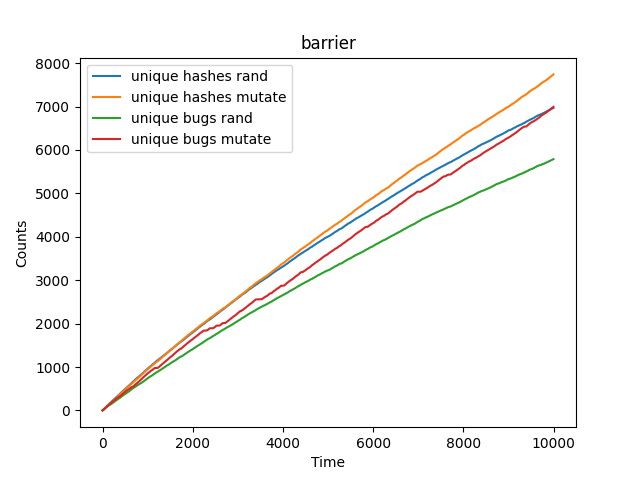 barrier
unique hashes rand
unique hashes mutate
unique bugs rand
unique bugs mutate
Counts
8000
7000
6000
5000
4000
3000
2000
1000
0
0 2000 4000 6000 8000 10000
Time